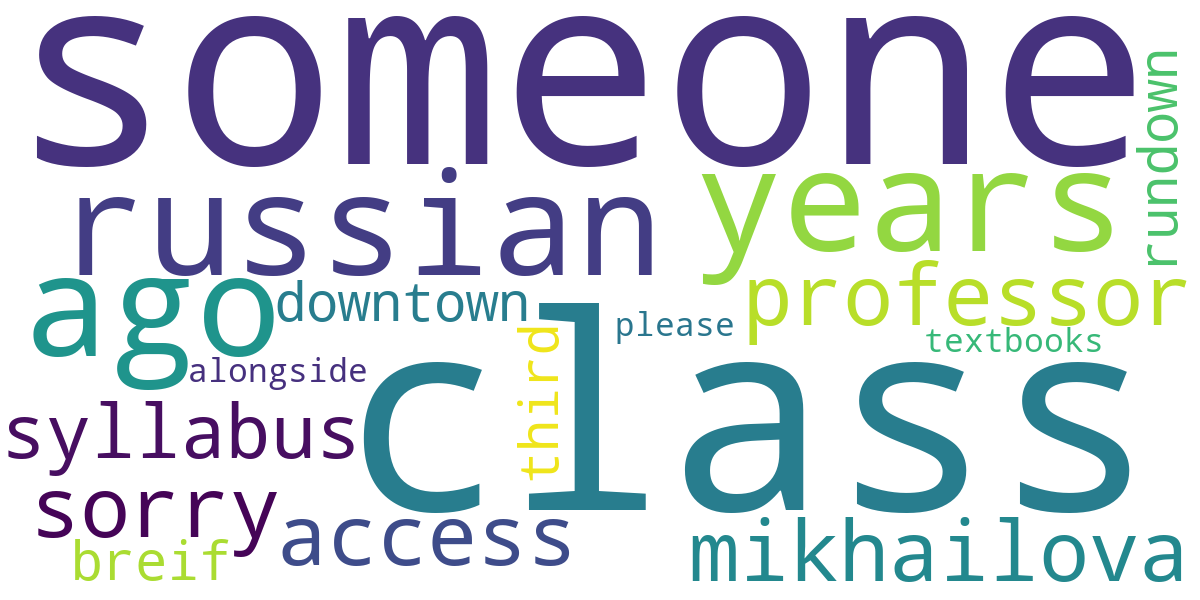 someone
rundown
russian
years
ago
downtown
professor
please
textbooks
alongside
third
class
syllabus
sorry
access
mikhailova
breif